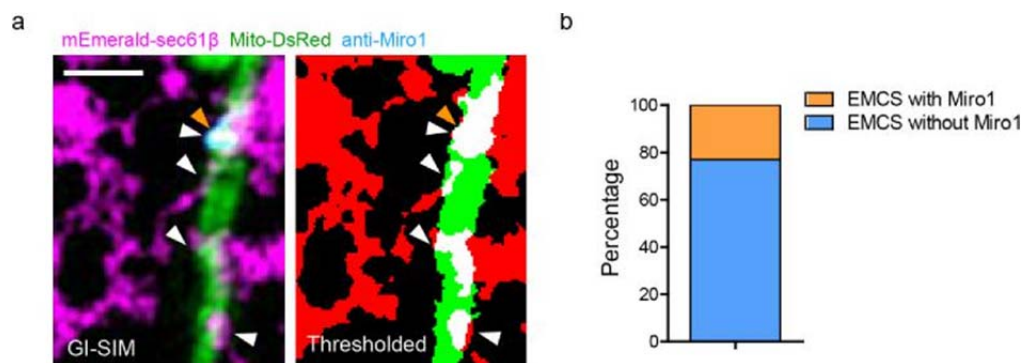 a
mEmerald-sec61β Mito-DsRed anti-Miro1
GI-SIM
Thresholded
b
Percentage
100
80
60
40
20
0
EMCS with Miro1
EMCS without Miro1